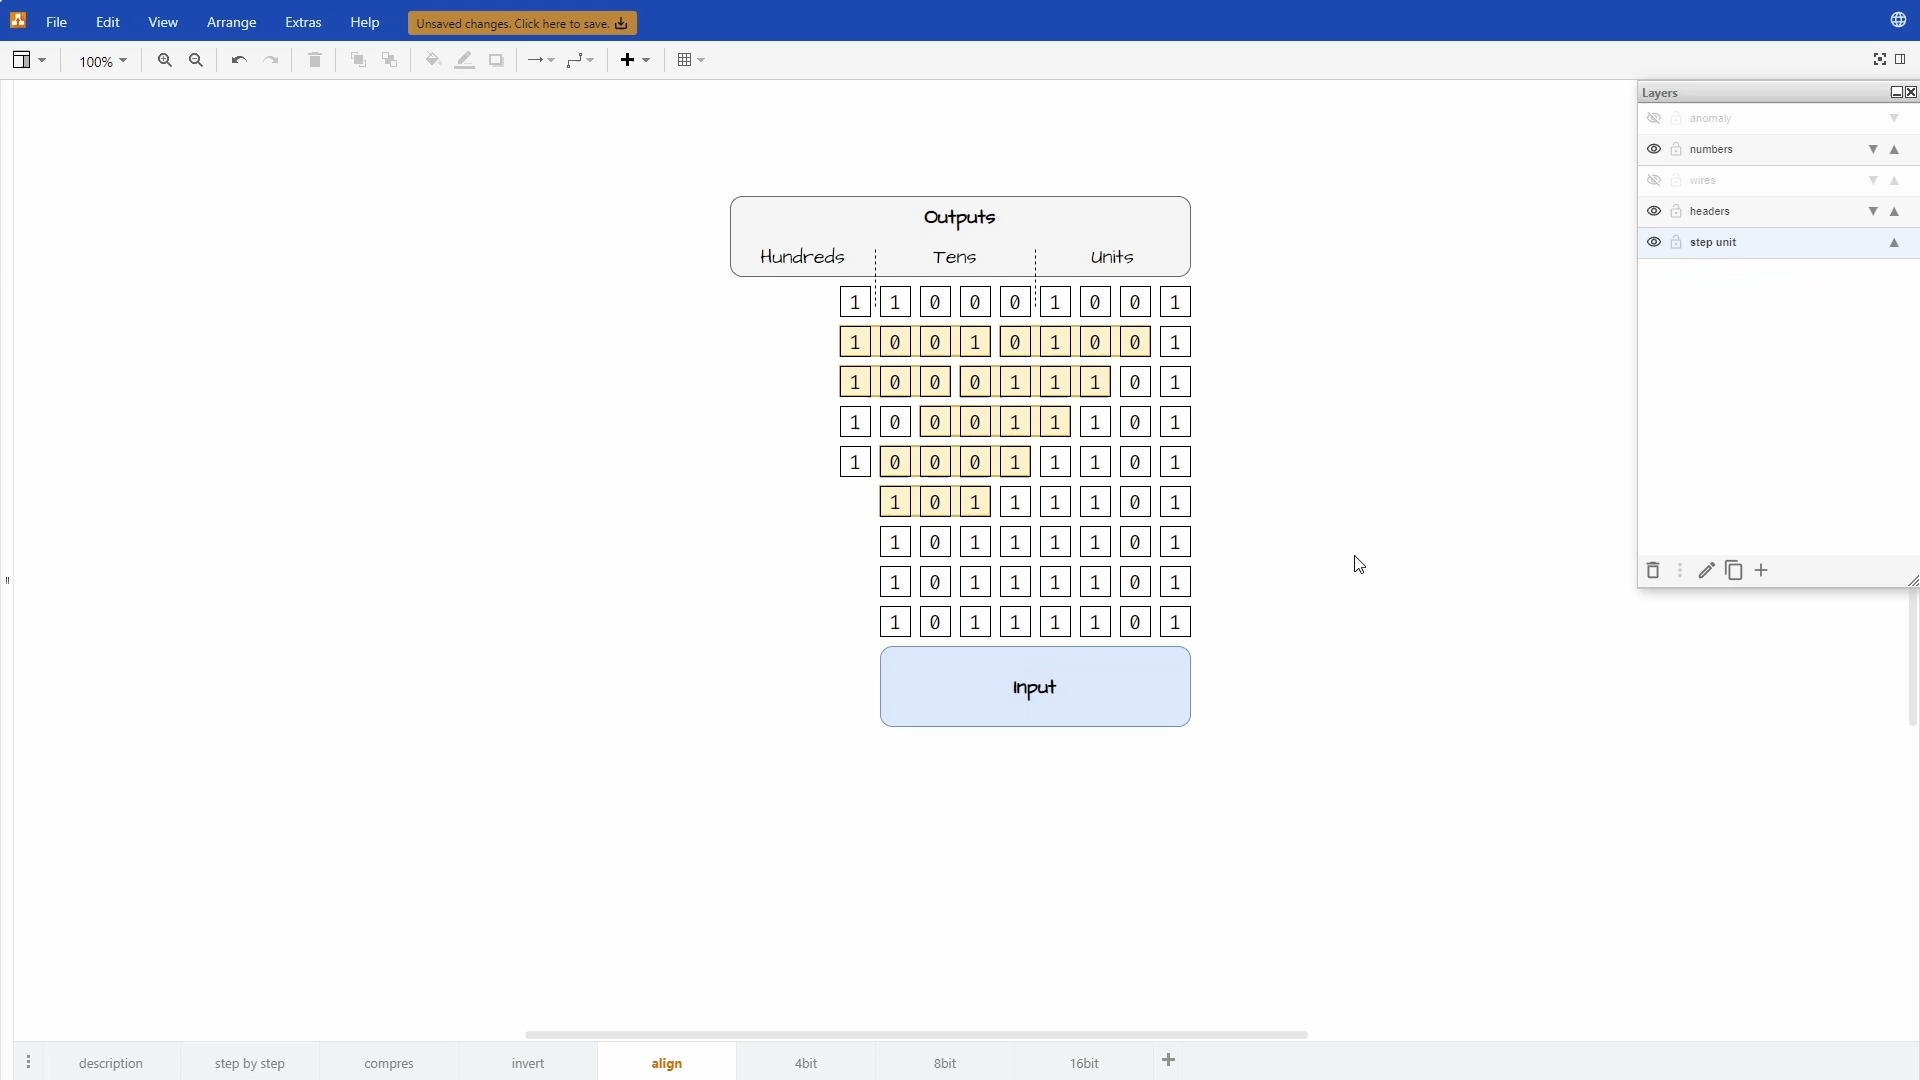 File Edit View Arrange Extras Help Unsaved changes. Click here to save.
100%
Layers
anomaly
numbers
wires
headers
step unit
Outputs
Hundreds Tens Units
1 1 0 0 0 1 0 0 1
1 0 0 1 0 1 0 0 1
1 0 0 0 1 1 1 0 1
1 0 0 0 1 1 1 0 1
1 0 0 0 1 1 1 0 1
1 0 1 1 1 1 0 1
1 0 1 1 1 1 0 1
1 0 1 1 1 1 0 1
1 0 1 1 1 1 0 1
Input
description step by step compres invert align 4bit 8bit 16bit